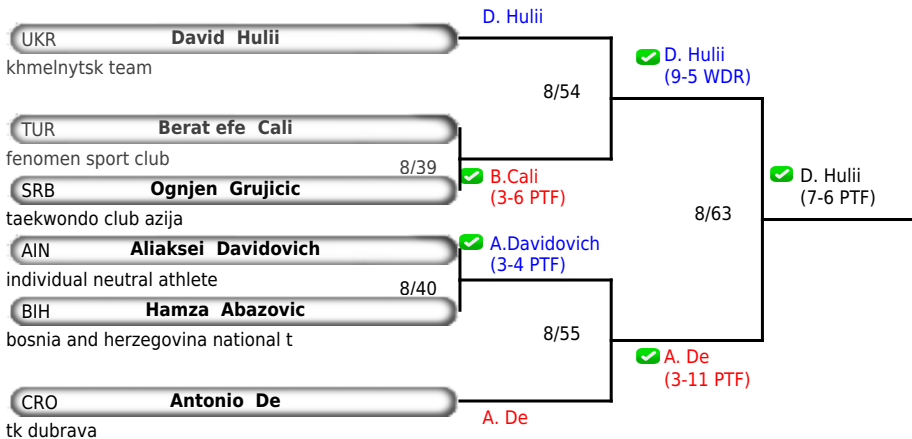 D. Hulii
UKR David Hulii
khmelnytsk team
D. Hulii
(9-5 WDR)
8/54
TUR Berat efe Cali
fenomen sport club
8/39
B.Cali
(3-6 PTF)
SRB Ognjen Grujicic
taekwondo club azija
D. Hulii
(7-6 PTF)
8/63
AIN Aliaksei Davidovich
individual neutral athlete
A.Davidovich
(3-4 PTF)
8/40
BIH Hamza Abazovic
bosnia and herzegovina national t
8/55
A. De
(3-11 PTF)
CRO Antonio De
tk dubrava
A. De